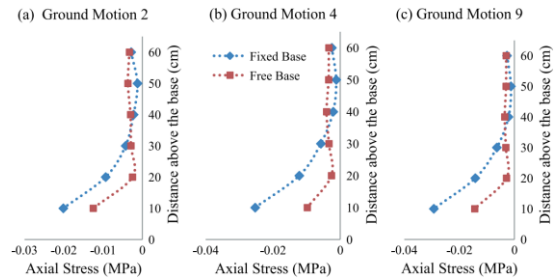 (a) Ground Motion 2
(b) Ground Motion 4
(c) Ground Motion 9
60
50
40
30
20
10
0
Distance above the base (cm)
-0.03 -0.02 -0.01 0
Axial Stress (MPa)
Fixed Base
Free Base
60
50
40
30
20
10
0
Distance above the base (cm)
-0.04 -0.02 0
Axial Stress (MPa)
60
50
40
30
20
10
0
Distance above the base (cm)
-0.04 -0.02 0
Axial Stress (MPa)